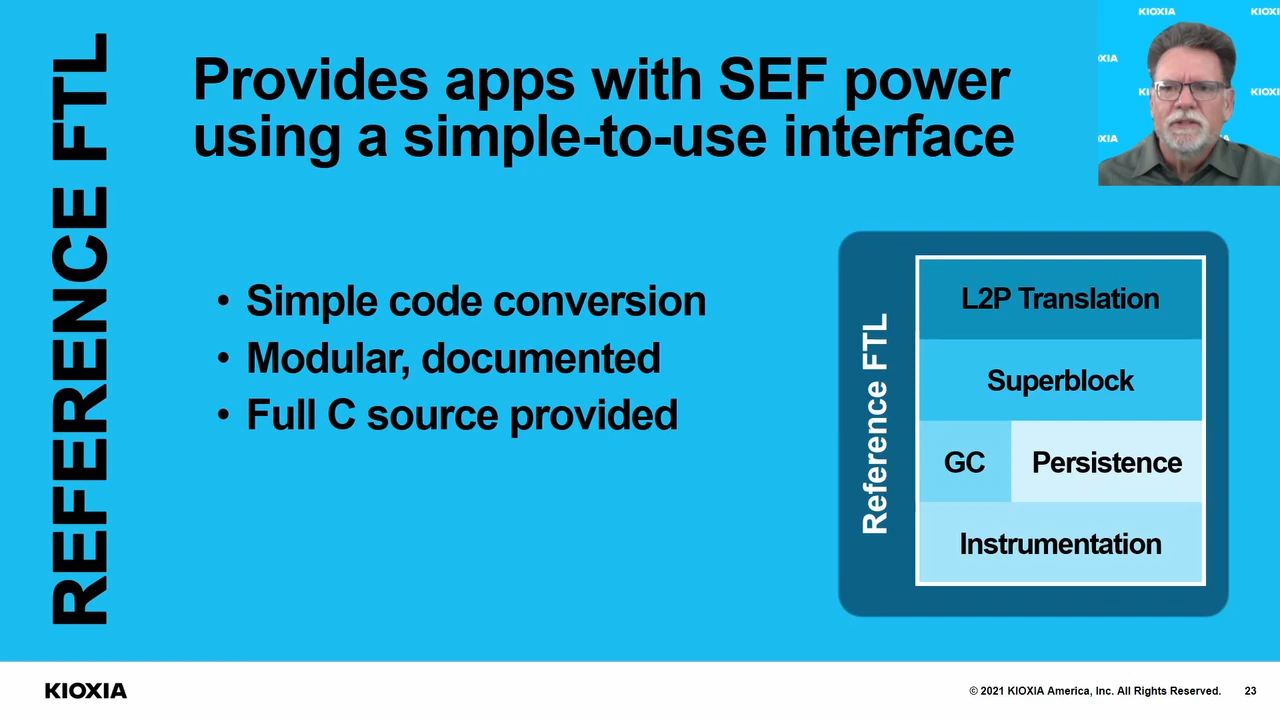 REFERENCE FTL
Provides apps with SEF power
using a simple-to-use interface
• Simple code conversion
• Modular, documented
• Full C source provided
Reference FTL
L2P Translation
Superblock
GC
Persistence
Instrumentation
KIOXIA
© 2021 KIOXIA America, Inc. All Rights Reserved.
23
KIOXIA